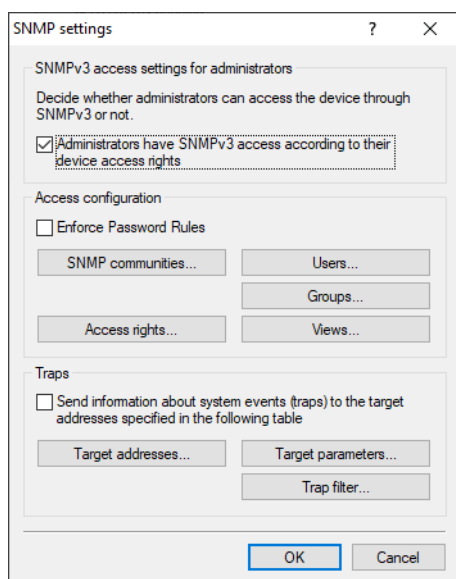 SNMP settings ? ×
SNMPv3 access settings for administrators
Decide whether administrators can access the device through
SNMPv3 or not.
Administrators have SNMPv3 access according to their
device access rights
Access configuration
Enforce Password Rules
SNMP communities... Users...
Groups...
Access rights... Views...
Traps
Send information about system events (traps) to the target
addresses specified in the following table
Target addresses... Target parameters...
Trap filter...
OK Cancel